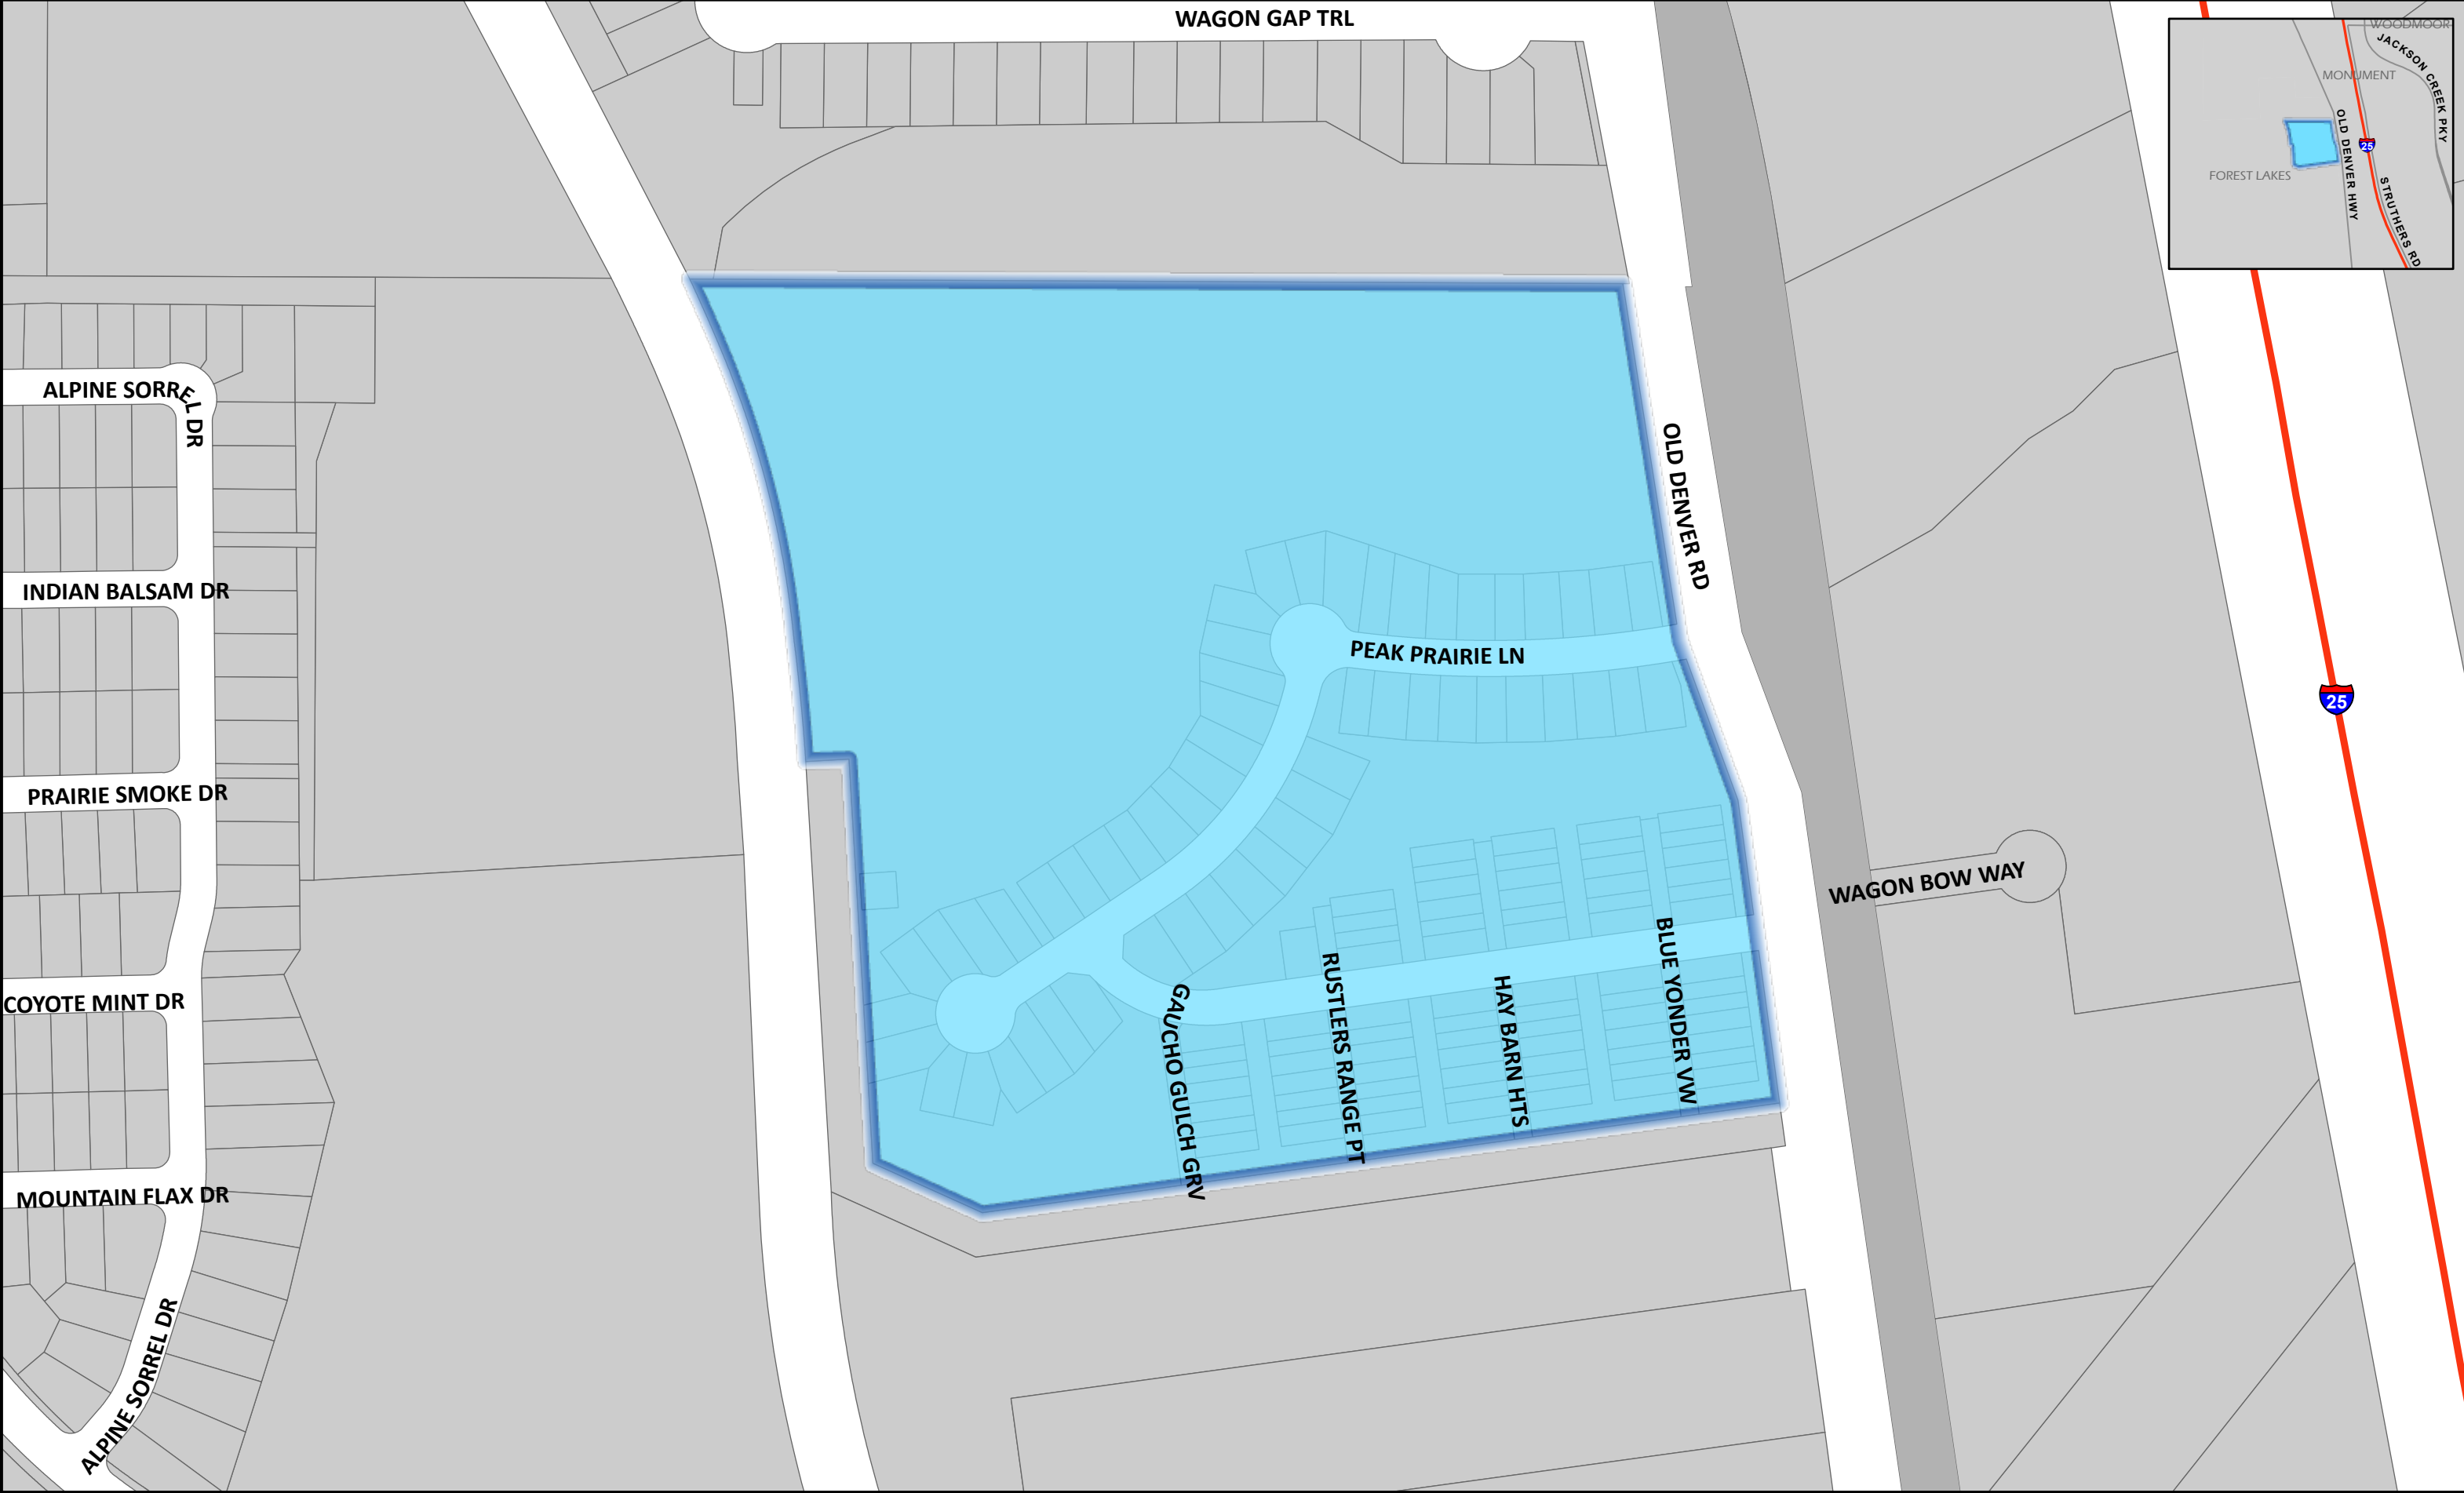 WAGON GAP TRL
WOODMOOR
JACKSON CREEK PKY
MONUMENT
OLD DENVER HWY
25
FOREST LAKES
STRUTHERS RD
ALPINE SORREL DR
OLD DENVER RD
INDIAN BALSAM DR
PEAK PRAIRIE LN
25
PRAIRIE SMOKE DR
WAGON BOW WAY
COYOTE MINT DR
GAUCHO GULCH GRV
RUSTLERS RANGE PT
HAY BARN HTS
BLUE YONDER VW
MOUNTAIN FLAX DR
ALPINE SORREL DR